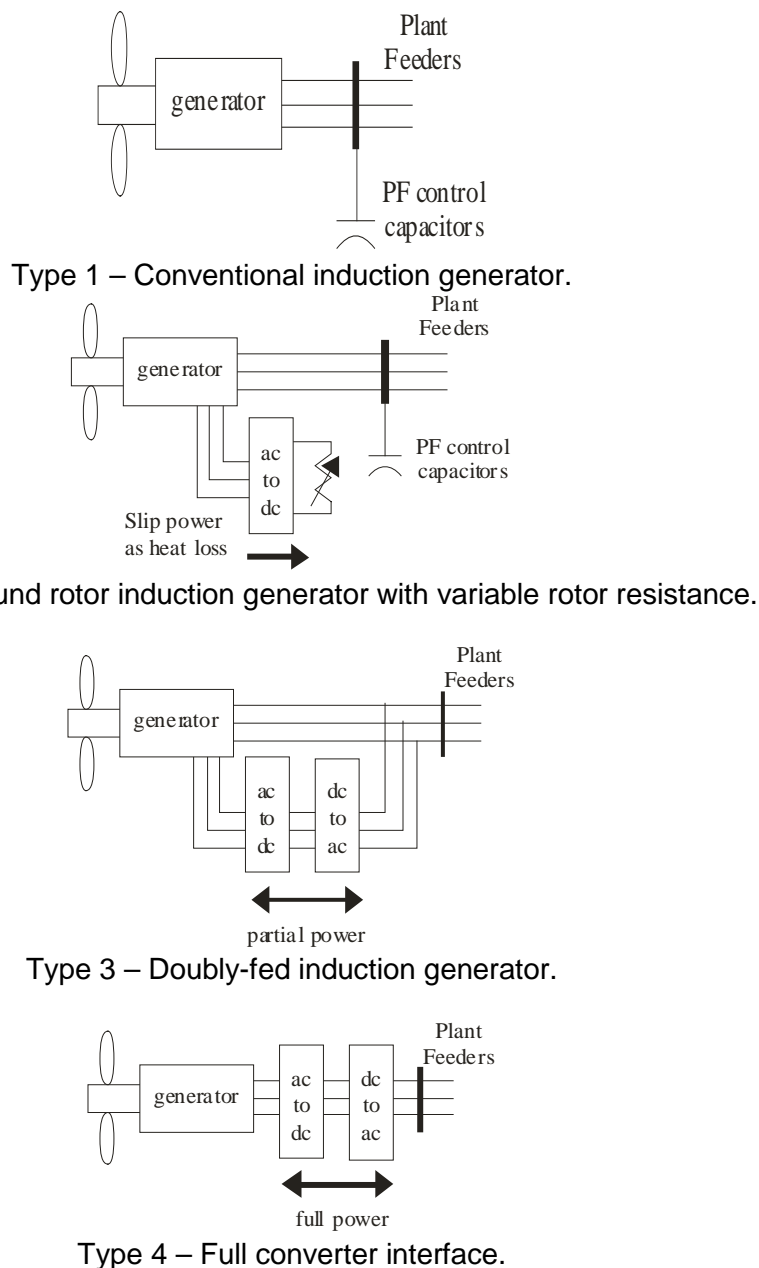 Plant
Feeders
generator
PF control
capacitors
Type 1 – Conventional induction generator.
Plant
Feeders
generator
ac
to
dc
PF control
capacitors
Slip power
as heat loss
und rotor induction generator with variable rotor resistance.
Plant
Feeders
generator
ac
to
dc
dc
to
ac
partial power
Type 3 – Doubly-fed induction generator.
Plant
Feeders
generator
ac
to
dc
dc
to
ac
full power
Type 4 – Full converter interface.